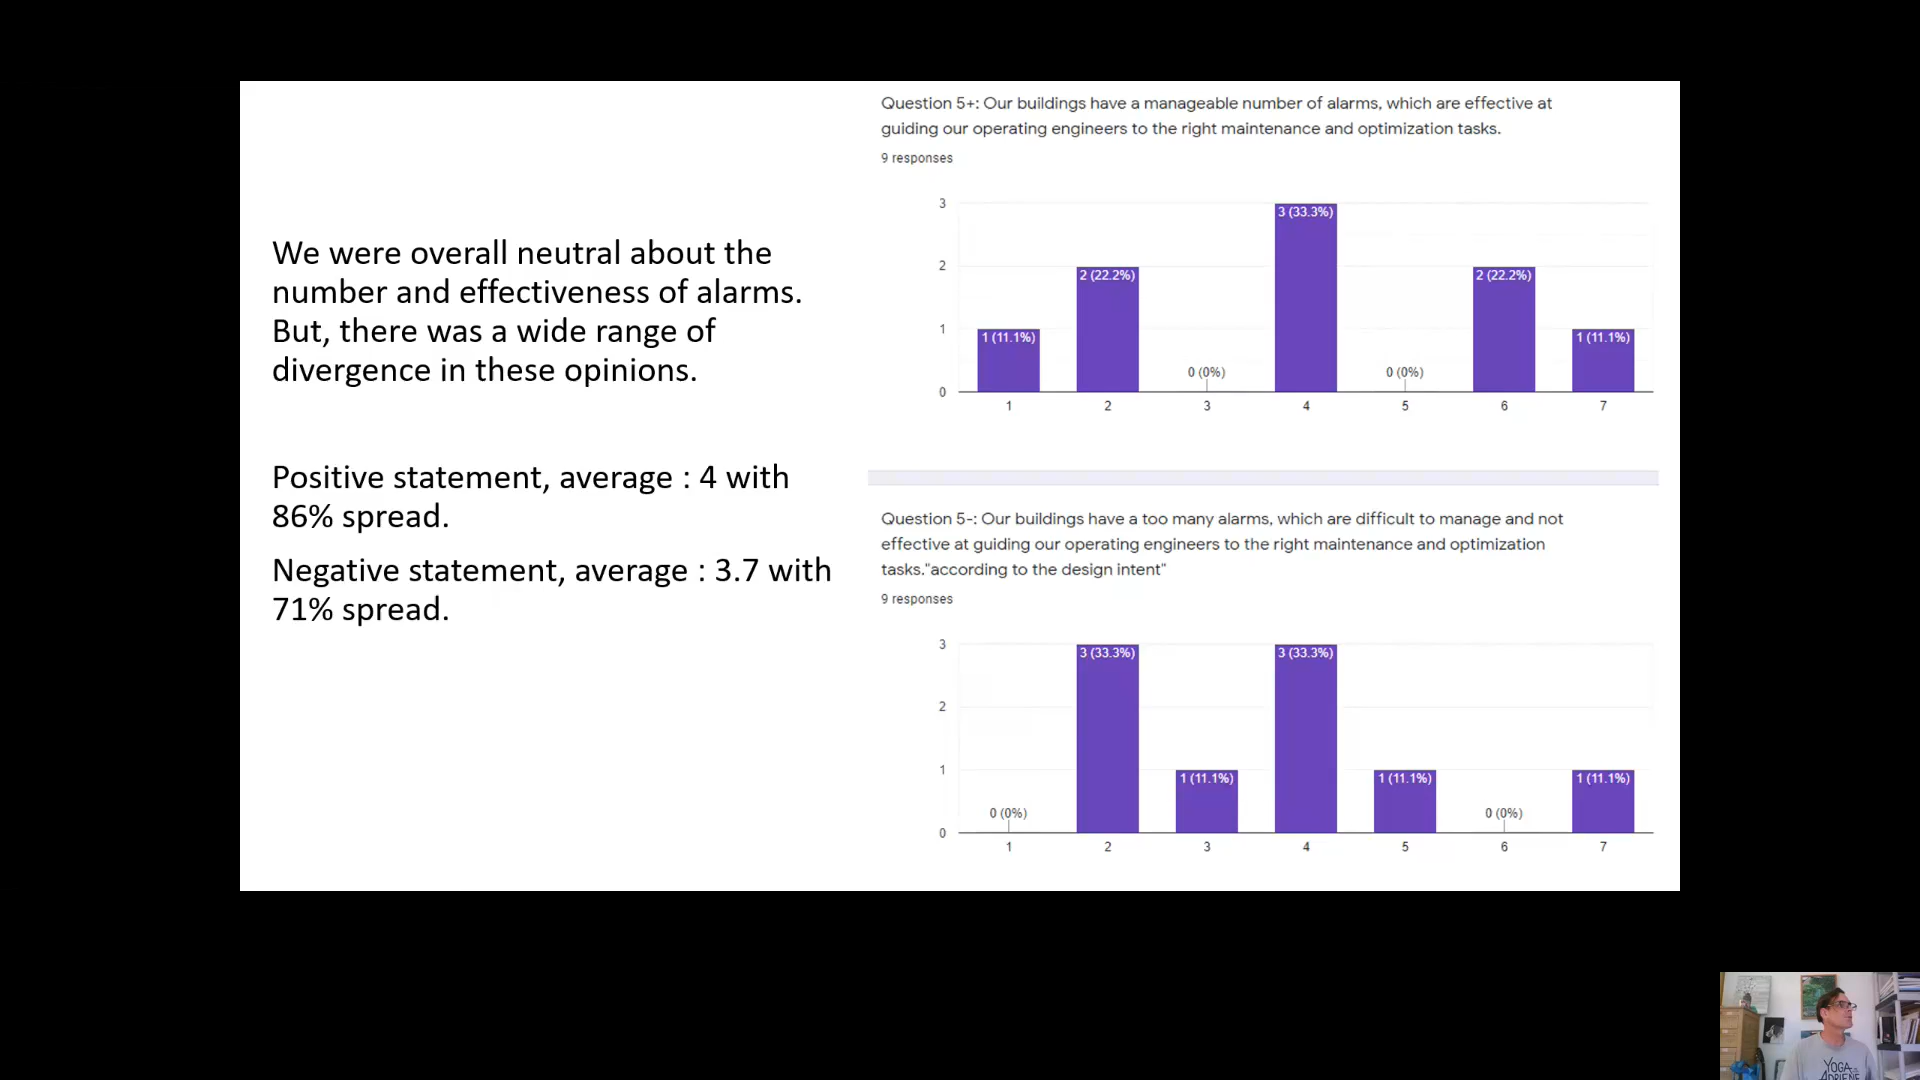 We were overall neutral about the
number and effectiveness of alarms.
But, there was a wide range of
divergence in these opinions.
Positive statement, average : 4 with
86% spread.
Negative statement, average : 3.7 with
71% spread.
Question 5+: Our buildings have a manageable number of alarms, which are effective at
guiding our operating engineers to the right maintenance and optimization tasks.
9 responses
3
2
1
0
1 (11.1%)
2 (22.2%)
0 (0%)
3 (33.3%)
0 (0%)
2 (22.2%)
1 (11.1%)
1 2 3 4 5 6 7
Question 5-: Our buildings have a too many alarms, which are difficult to manage and not
effective at guiding our operating engineers to the right maintenance and optimization
tasks."according to the design intent"
9 responses
3
2
1
0
0 (0%)
3 (33.3%)
1 (11.1%)
3 (33.3%)
1 (11.1%)
0 (0%)
1 (11.1%)
1 2 3 4 5 6 7
YOGA
ADRIENE